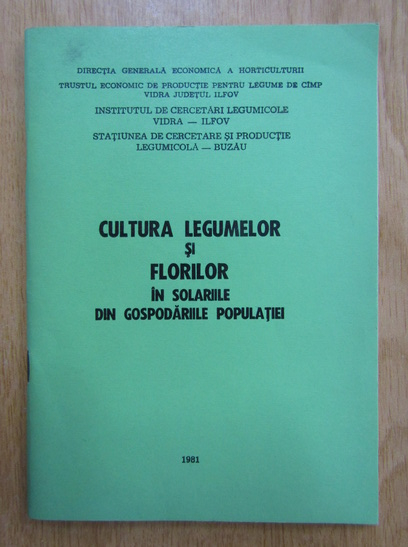 DIRECȚIA GENERALĂ ECONOMICĂ A HORTICULTURII
TRUSTUL ECONOMIC DE PRODUCȚIE PENTRU LEGUME DE CÎMP
VIDRA JUDEȚUL ILFOV
INSTITUTUL DE CERCETĂRI LEGUMICOLE
VIDRA — ILFOV
STAȚIUNEA DE CERCETARE ȘI PRODUCȚIE
LEGUMICOLĂ — BUZĂU
CULTURA LEGUMELOR
ȘI
FLORILOR
ÎN SOLARIILE
DIN GOSPODĂRIILE POPULAȚIEI
1981